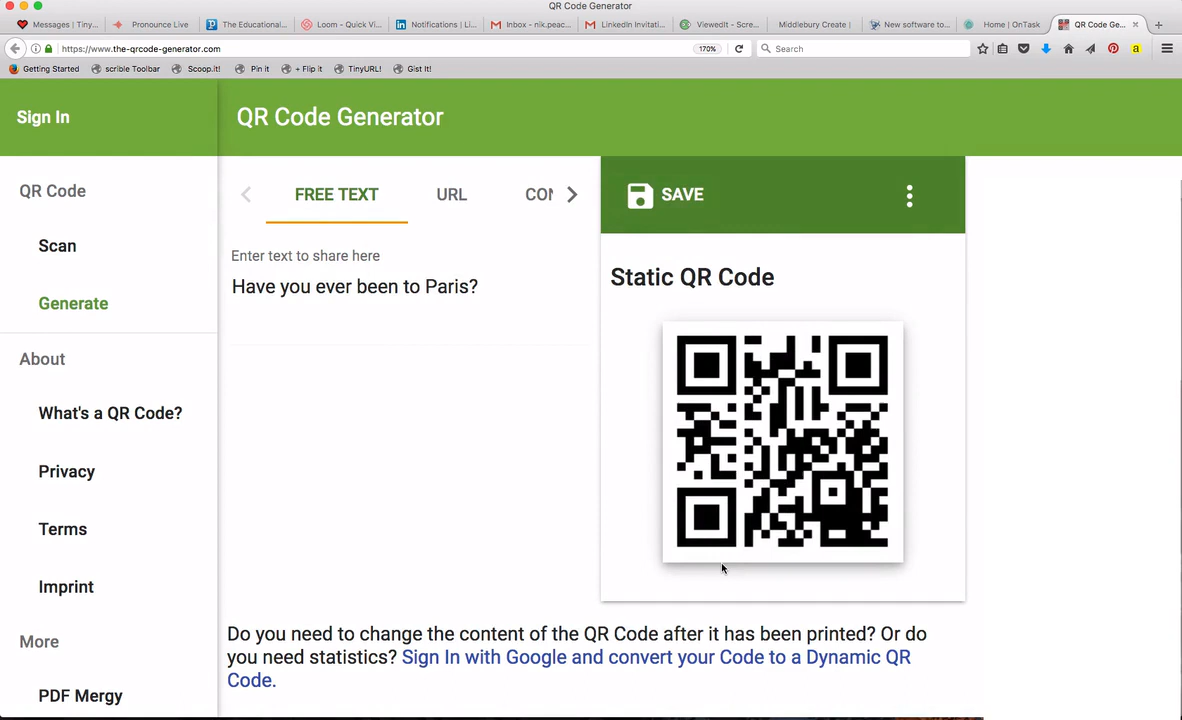 QR Code Generator
Messages | Tiny...
Pronounce Live
The Educational...
Loom - Quick Vi...
Notifications | Li...
Inbox - nik.peac...
LinkedIn Invitati...
ViewedIt - Scre...
Middlebury Create |
New software to...
Home | OnTask
QR Code Ge...
https://www.the-qrcode-generator.com
170%
Search
Getting Started
scrible Toolbar
Scoop.it!
Pin it
+ Flip it
TinyURL!
Gist It!
Sign In
QR Code Generator
QR Code
Scan
Generate
About
What's a QR Code?
Privacy
Terms
Imprint
More
PDF Mergy
FREE TEXT
URL
CON
Enter text to share here
Have you ever been to Paris?
SAVE
Static QR Code
Do you need to change the content of the QR Code after it has been printed? Or do
you need statistics? Sign In with Google and convert your Code to a Dynamic QR
Code.